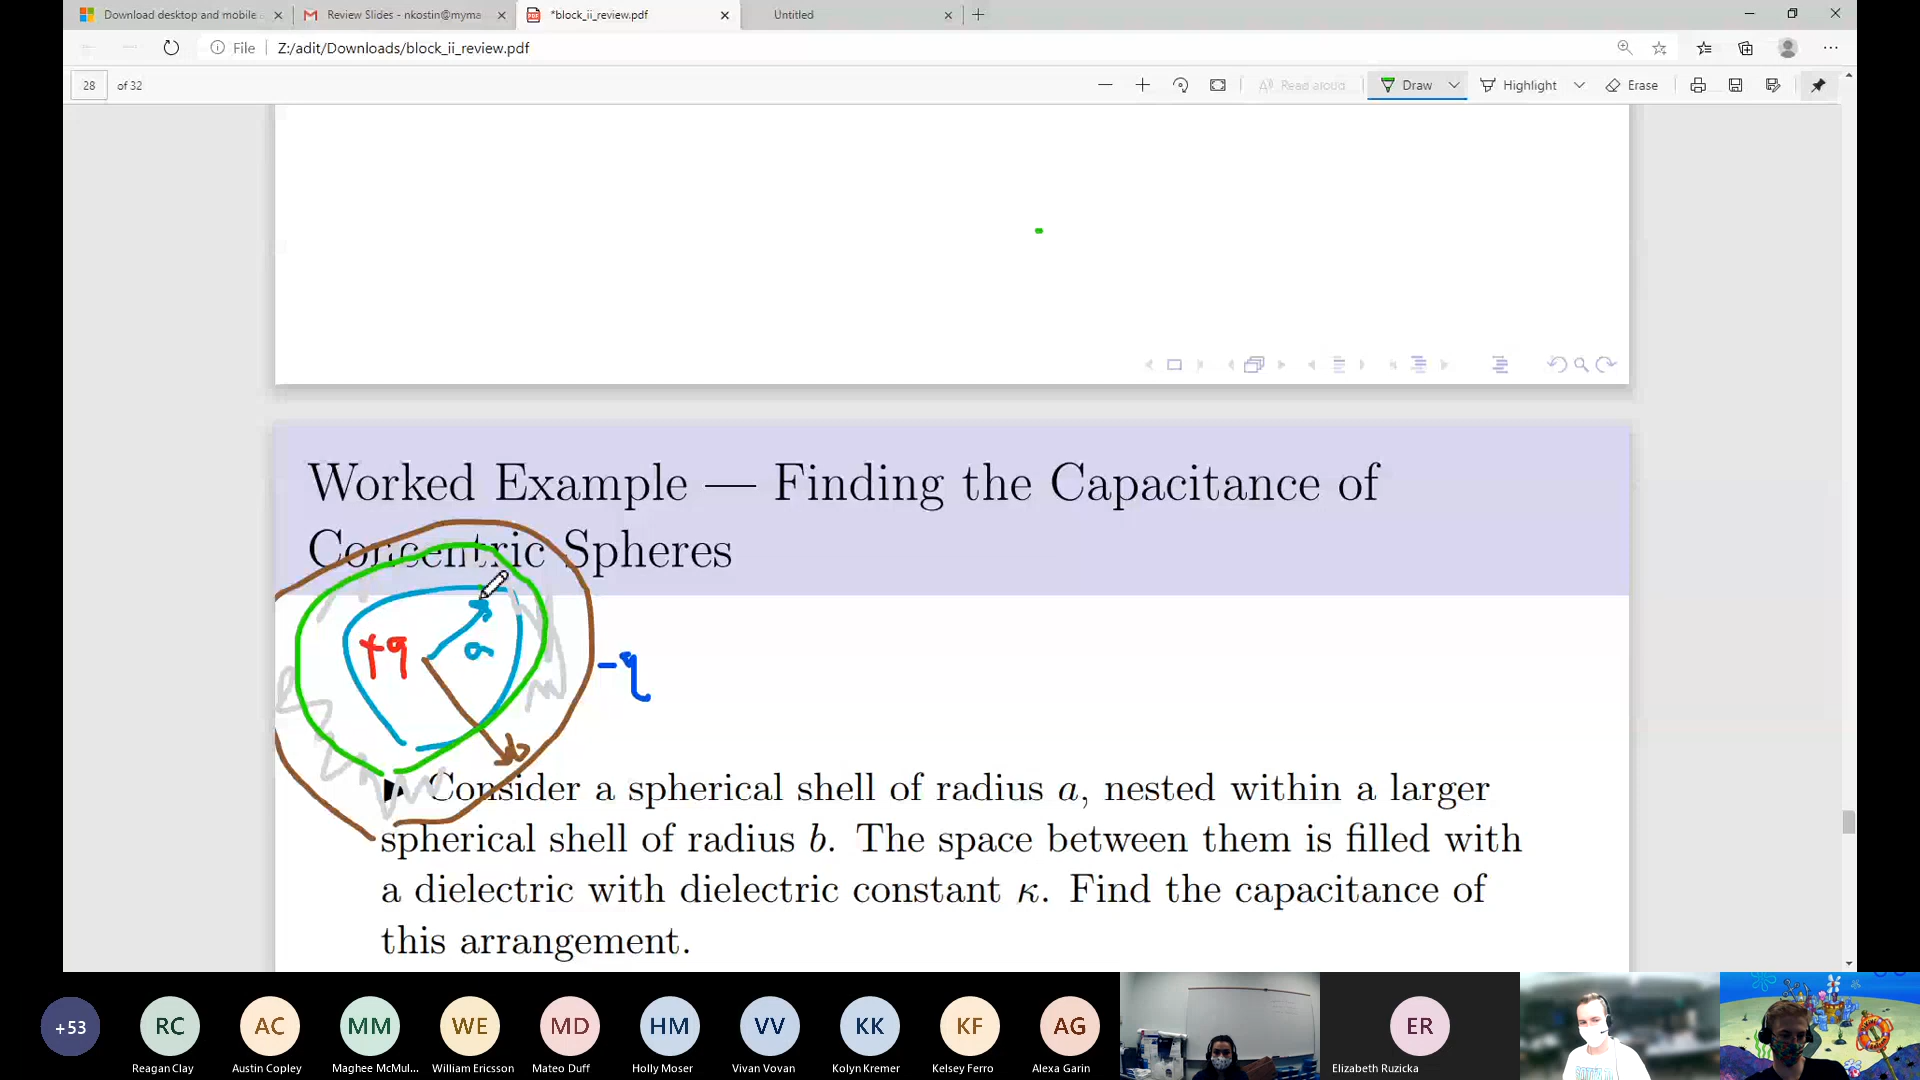 Download desktop and mobile
Review Slides - nkostin@myma
*block_ii_review.pdf
Untitled
File
Z:/adit/Downloads/block_ii_review.pdf
28
of 32
Read aloud
Draw
Highlight
Erase
Worked Example — Finding the Capacitance of
Concentric Spheres
+q
a
-q
b
Consider a spherical shell of radius a, nested within a larger
spherical shell of radius b. The space between them is filled with
a dielectric with dielectric constant κ. Find the capacitance of
this arrangement.
+53
RC
AC
MM
WE
MD
HM
VV
KK
KF
AG
ER
Reagan Clay
Austin Copley
Maghee McMul...
William Ericsson
Mateo Duff
Holly Moser
Vivan Vovan
Kolyn Kremer
Kelsey Ferro
Alexa Garin
Elizabeth Ruzicka